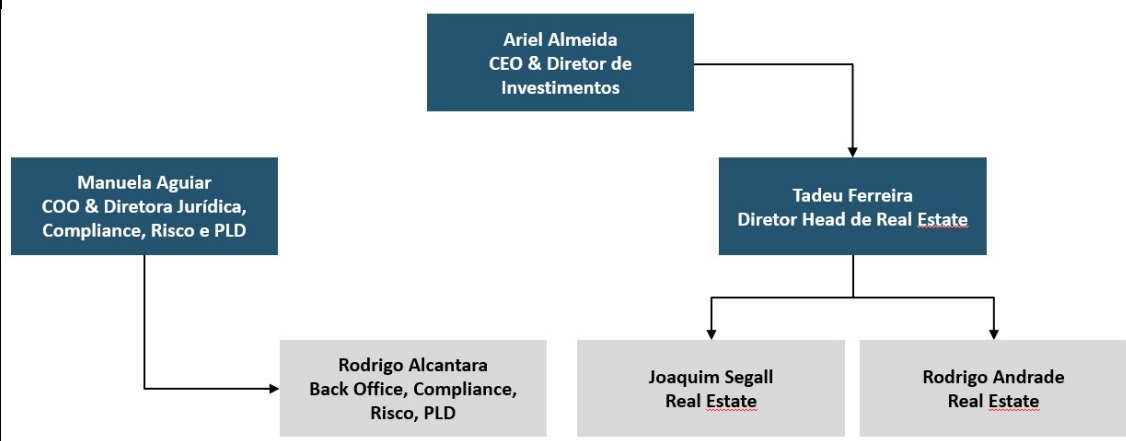 Ariel Almeida
CEO & Diretor de
Investimentos
Manuela Aguiar
COO & Diretora Jurídica,
Compliance, Risco e PLD
Tadeu Ferreira
Diretor Head de Real Estate
Rodrigo Alcantara
Back Office, Compliance,
Risco, PLD
Joaquim Segall
Real Estate
Rodrigo Andrade
Real Estate